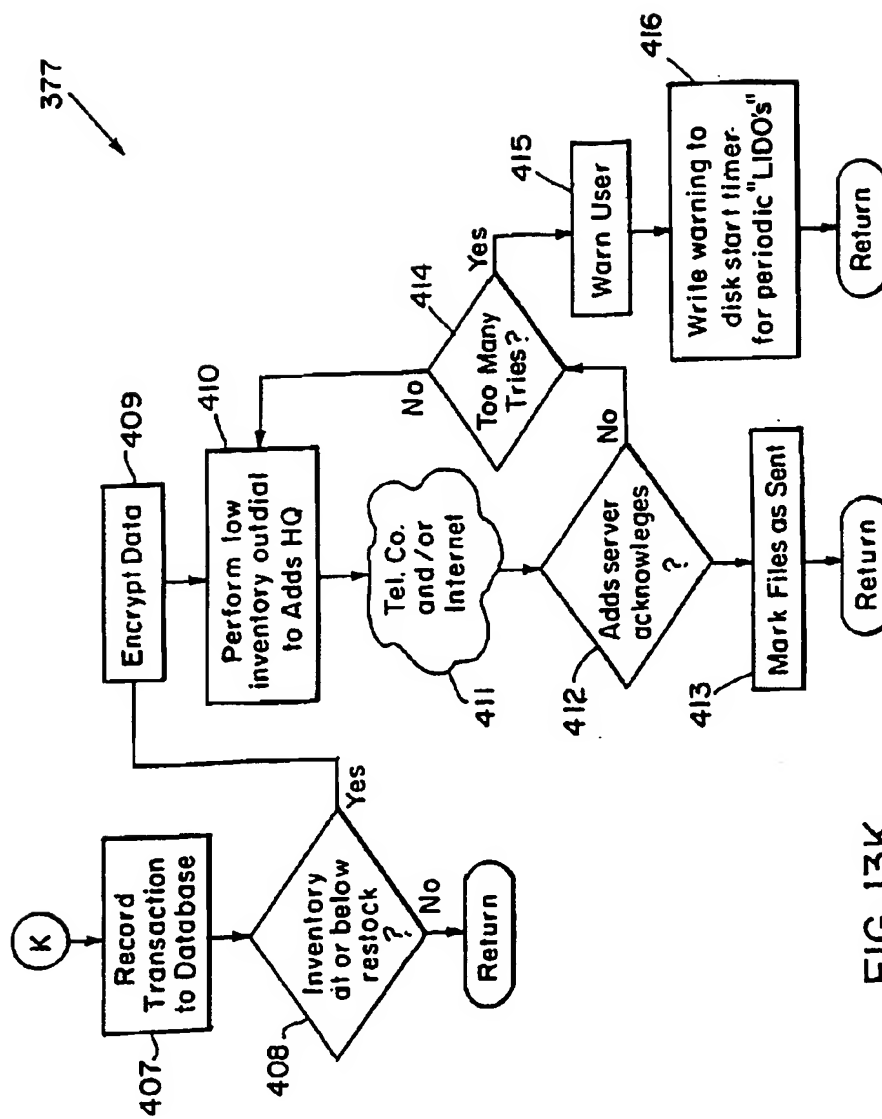 377
K
Record
Transaction
to Database
407
Inventory
at or below
restock
?
408
Yes
No
Return
Encrypt Data
409
Perform low
inventory outdial
to Adds HQ
410
Tel. Co.
and/or
Internet
411
Adds server
acknowleges
?
412
No
Mark Files as Sent
413
Return
Too Many
Tries?
414
No
Yes
Warn User
415
Write warning to
disk start timer-
for periodic "LIDO's"
416
Return
FIG. 13K